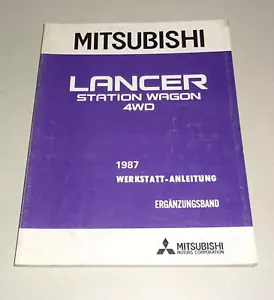 MITSUBISHI
LANCER
STATION WAGON
4WD
1987
WERKSTATT-ANLEITUNG
ERGÄNZUNGSBAND
MITSUBISHI
MOTORS CORPORATION